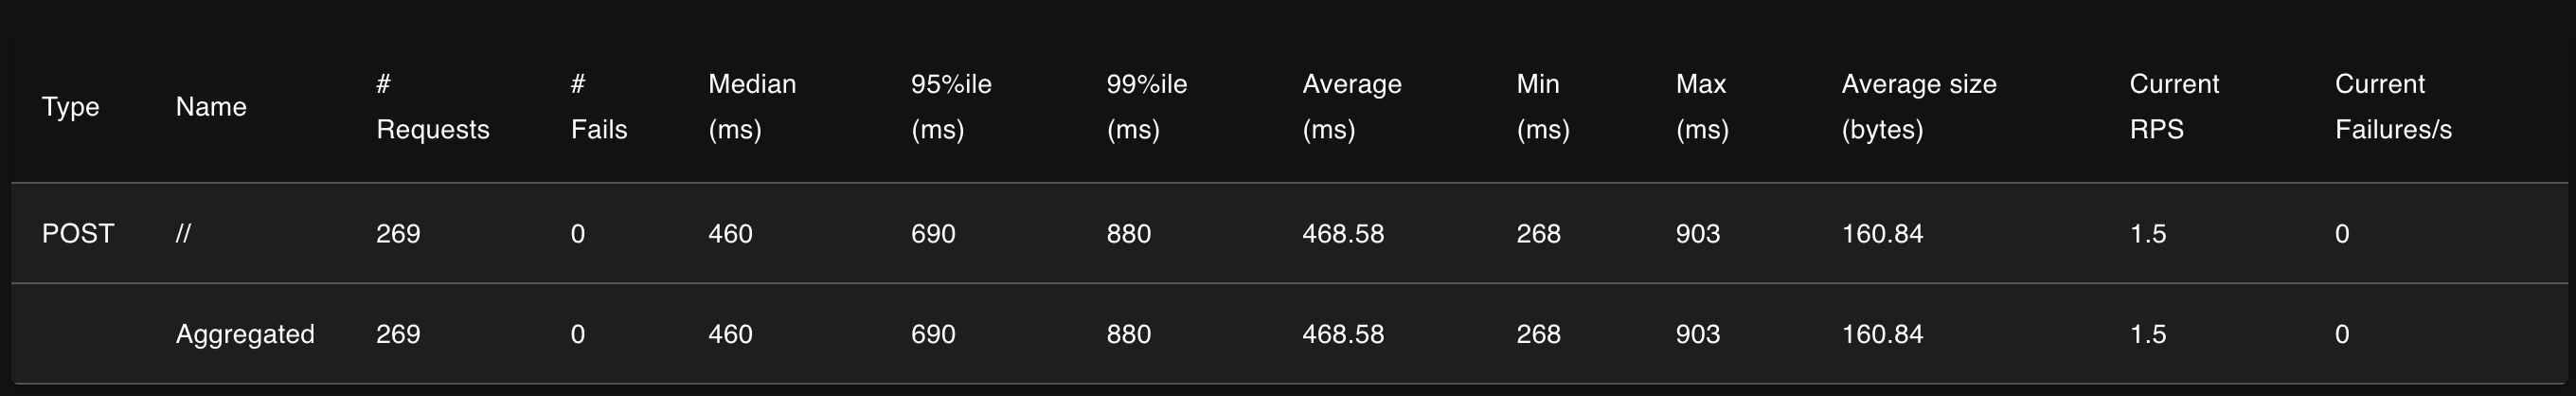 Type Name # Requests # Fails Median (ms) 95%ile (ms) 99%ile (ms) Average (ms) Min (ms) Max (ms) Average size (bytes) Current RPS Current Failures/s
POST // 269 0 460 690 880 468.58 268 903 160.84 1.5 0
Aggregated 269 0 460 690 880 468.58 268 903 160.84 1.5 0